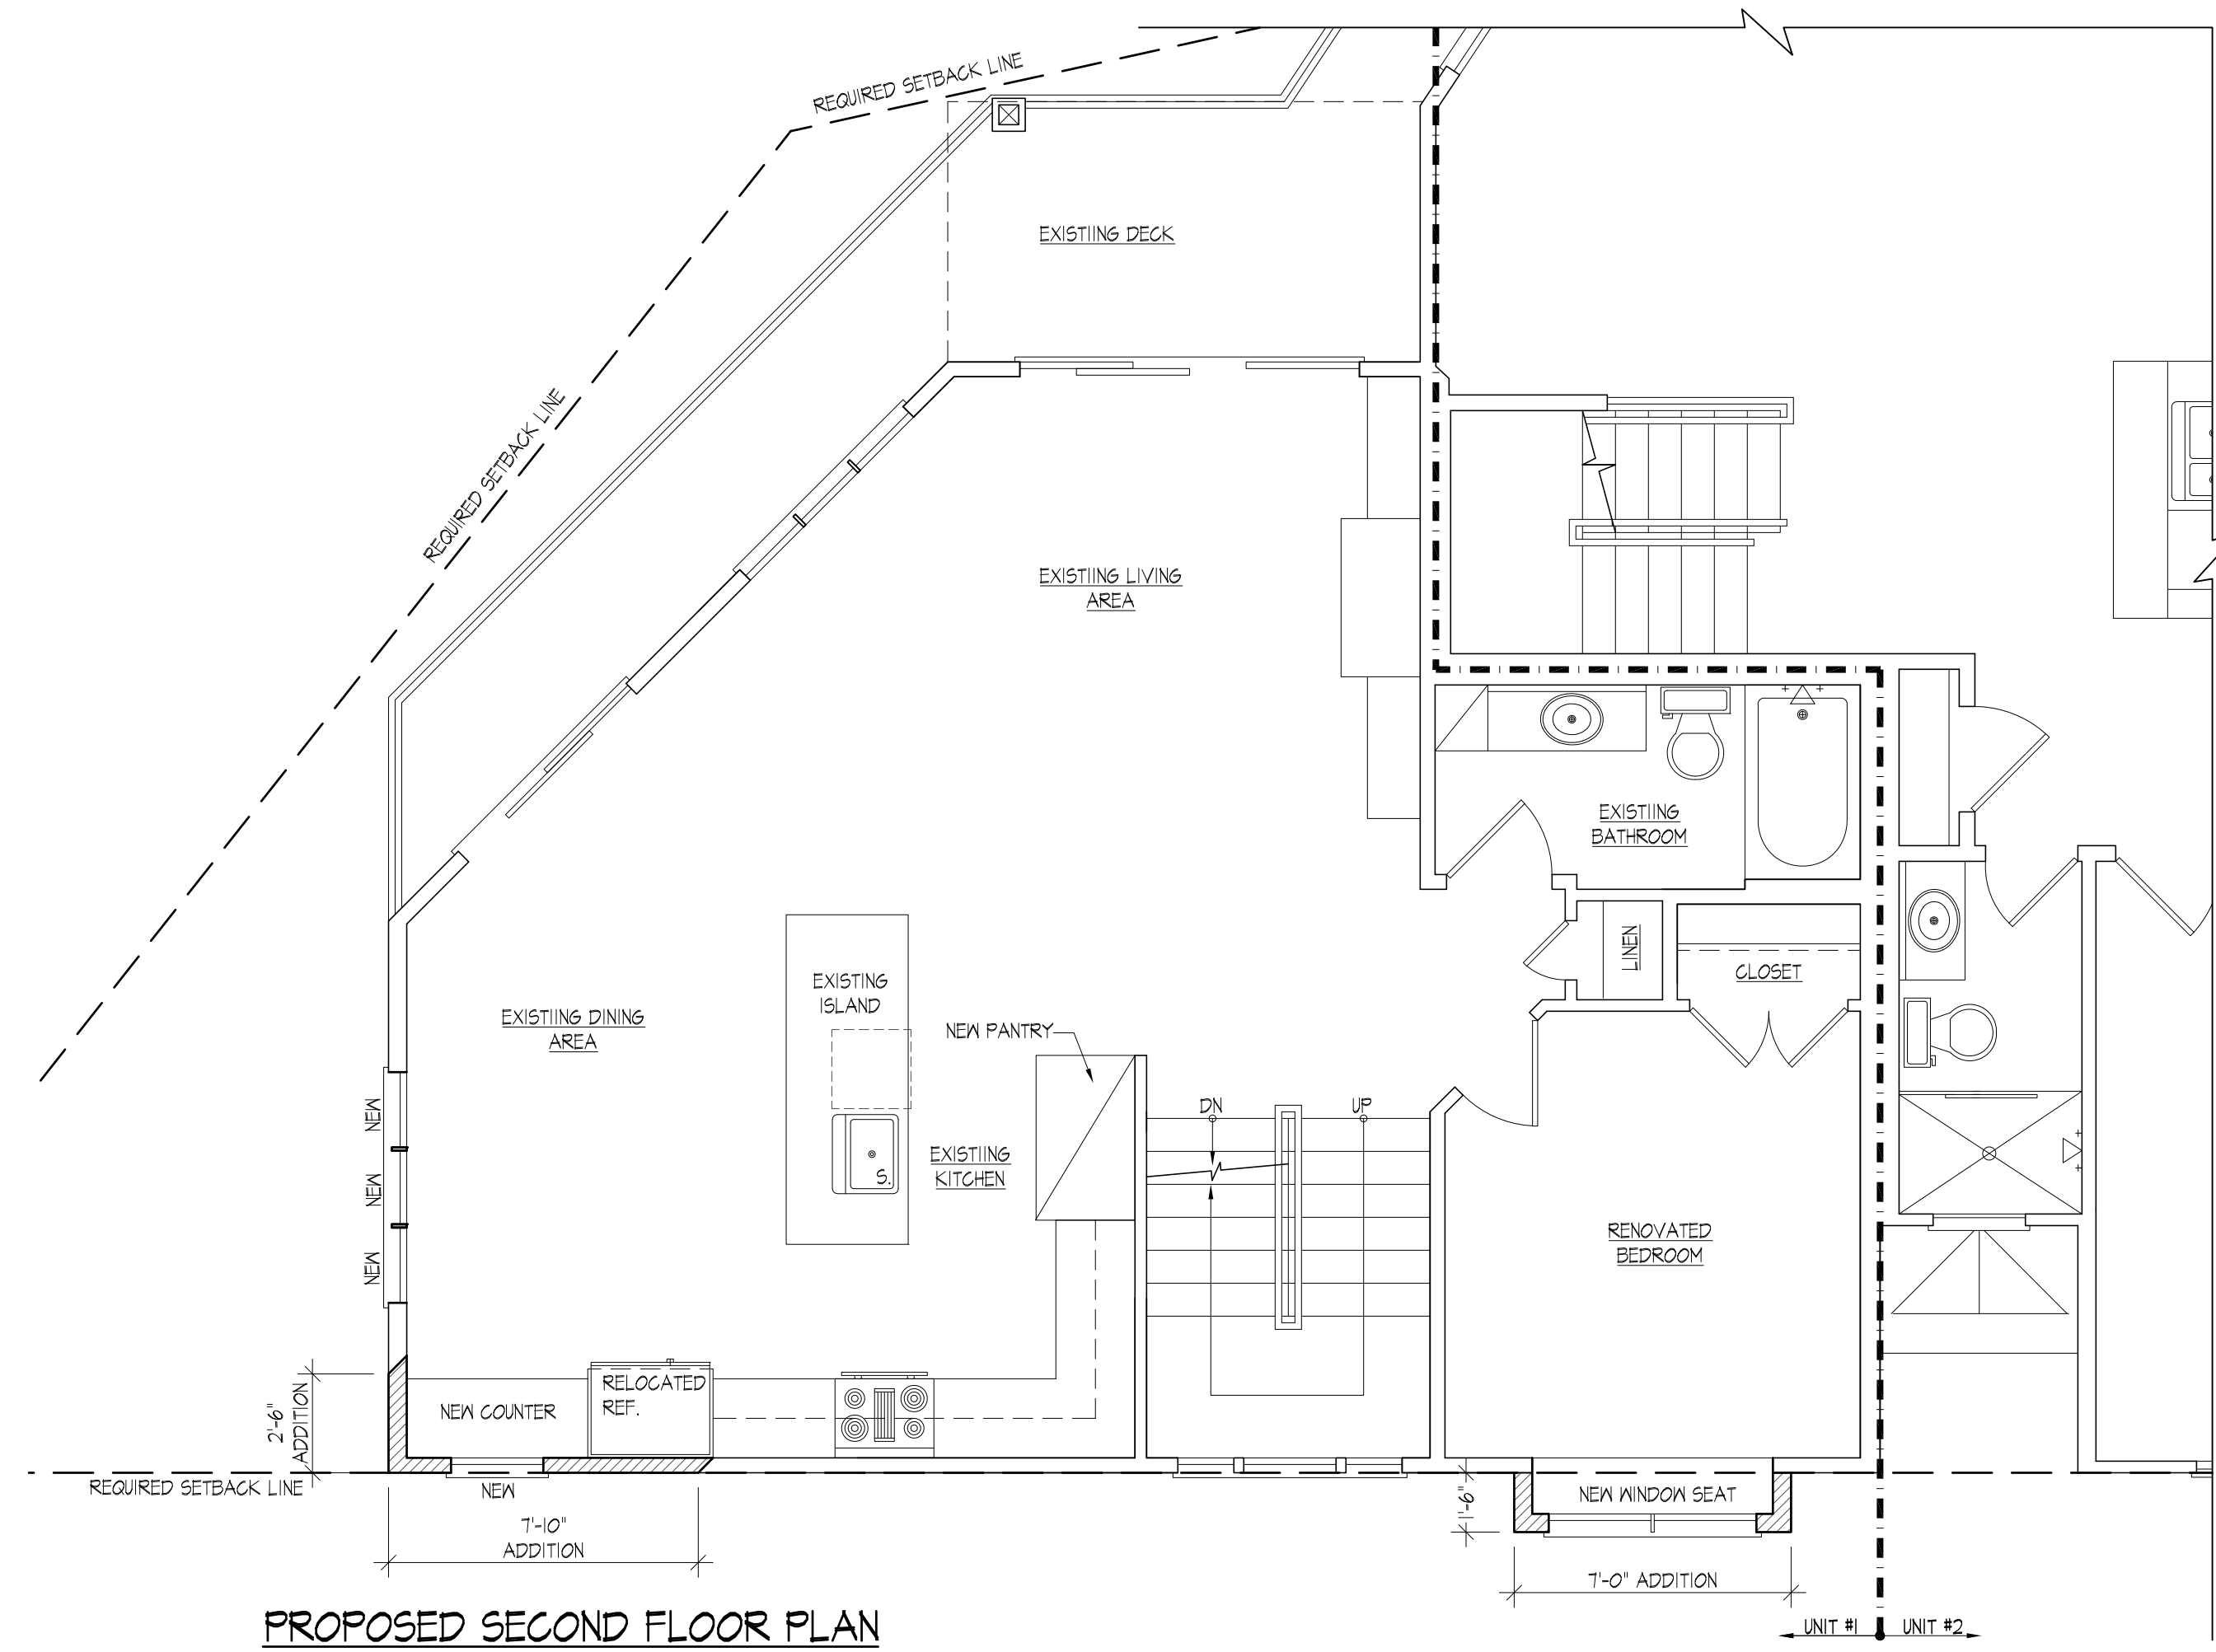 REQUIRED SETBACK LINE
EXISTIING DECK
REQUIRED SETBACK LINE
EXISTIING LIVING
AREA
EXISTIING
BATHROOM
LINEN
CLOSET
EXISTING
ISLAND
EXISTIING DINING
AREA
NEW PANTRY
NEW
NEW
NEW
DN
UP
EXISTIING
KITCHEN
S.
RENOVATED
BEDROOM
2'-6"
ADDITION
NEW COUNTER
RELOCATED
REF.
REQUIRED SETBACK LINE
NEW
NEW WINDOW SEAT
1'-6"
7'-10"
ADDITION
7'-0" ADDITION
PROPOSED SECOND FLOOR PLAN
UNIT #1
UNIT #2